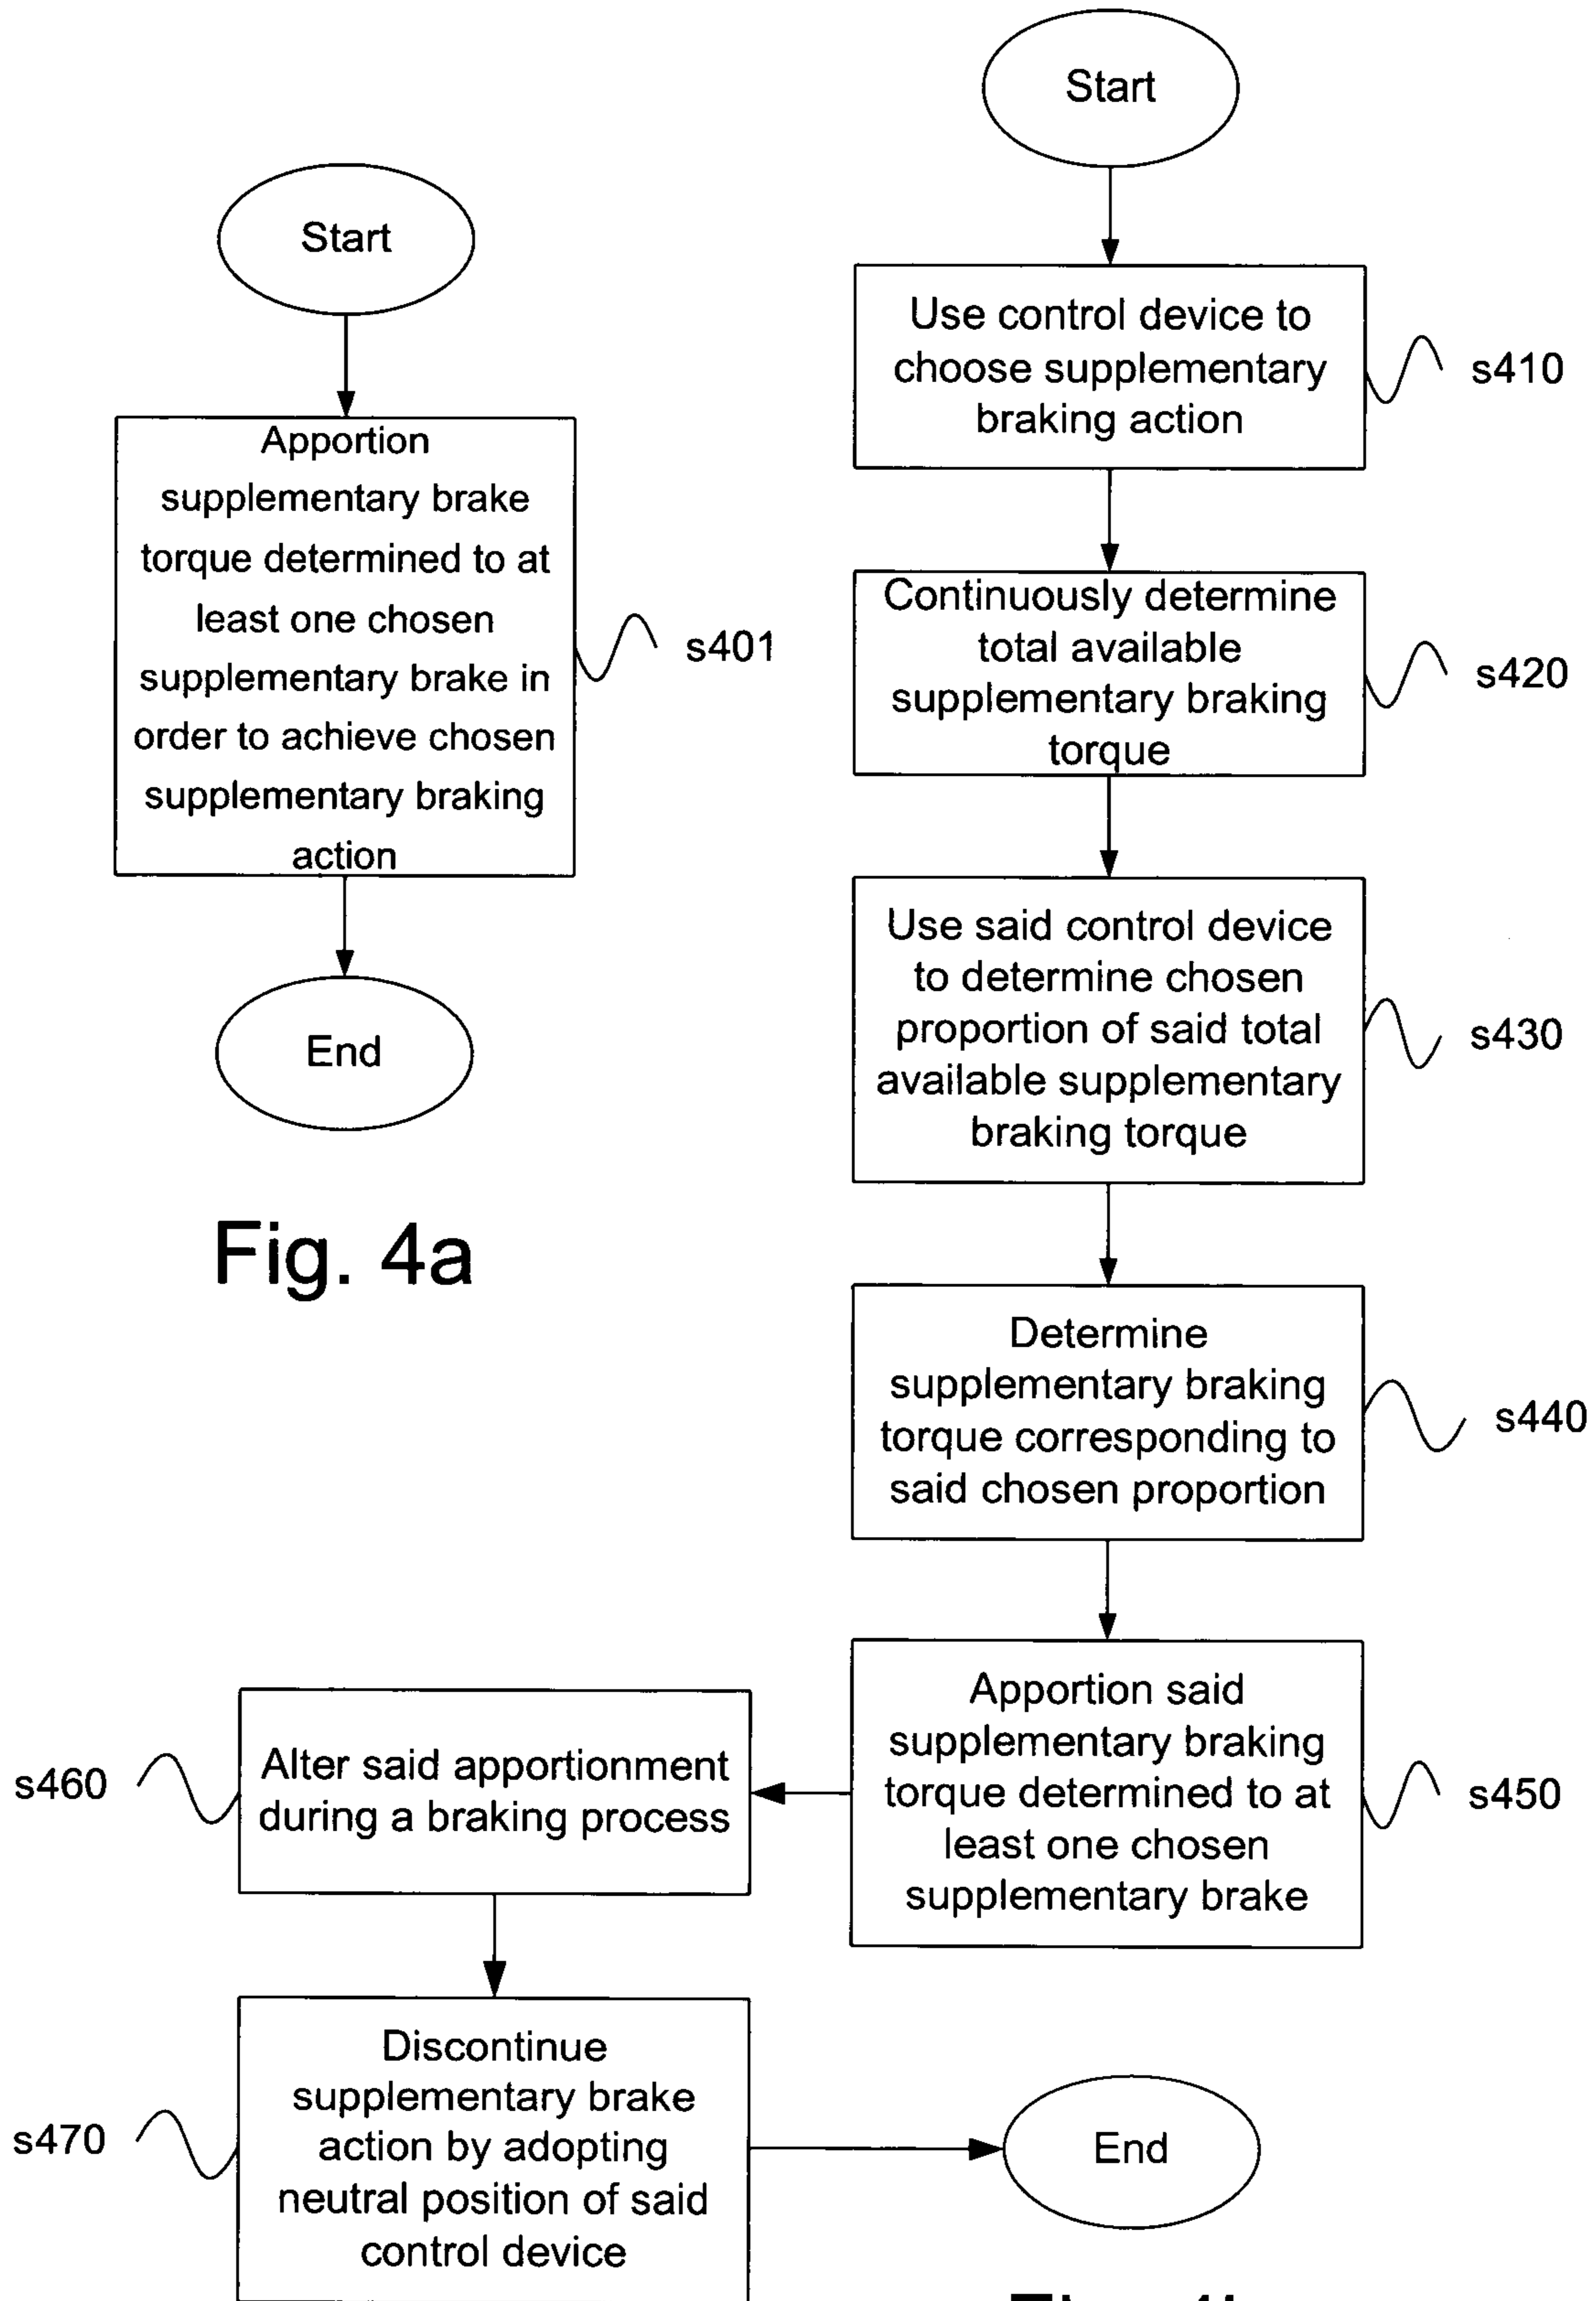 Start
Apportion
supplementary brake
torque determined to at
least one chosen
supplementary brake in
order to achieve chosen
supplementary braking
action
s401
End
Fig. 4a
Start
Use control device to
choose supplementary
braking action
s410
Continuously determine
total available
supplementary braking
torque
s420
Use said control device
to determine chosen
proportion of said total
available supplementary
braking torque
s430
Determine
supplementary braking
torque corresponding to
said chosen proportion
s440
Apportion said
supplementary braking
torque determined to at
least one chosen
supplementary brake
s450
Alter said apportionment
during a braking process
s460
Discontinue
supplementary brake
action by adopting
neutral position of said
control device
s470
End